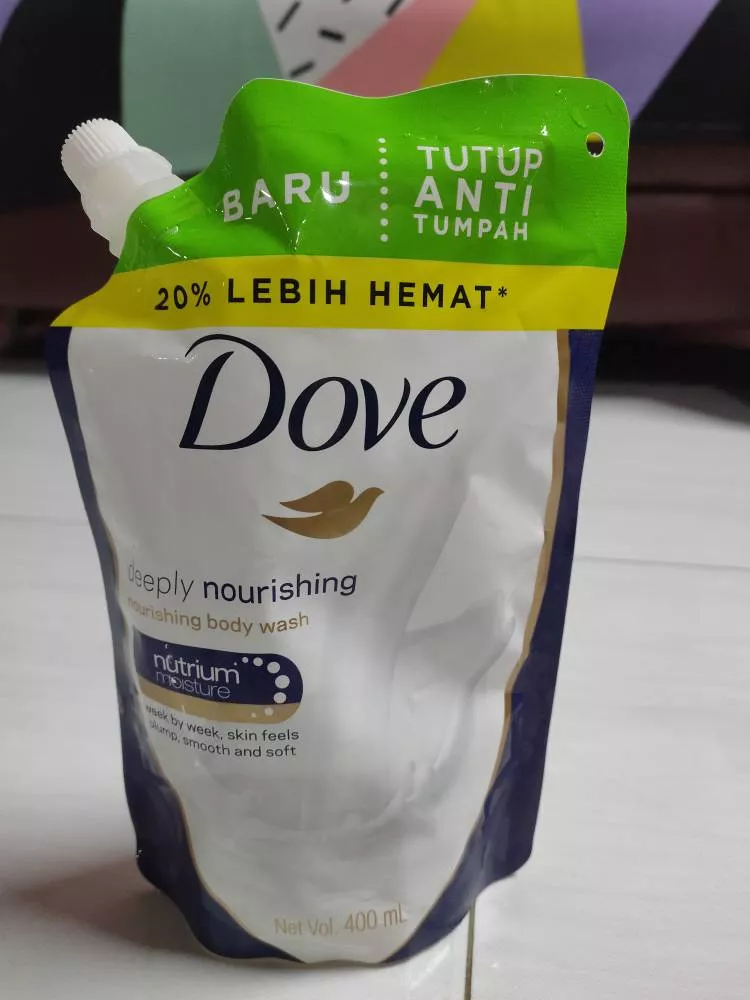 BARU
TUTUP
ANTI
TUMPAH
20% LEBIH HEMAT*
Dove
deeply nourishing
nourishing body wash
nutrium
moisture
week by week, skin feels
plump, smooth and soft
Net Vol. 400 mL